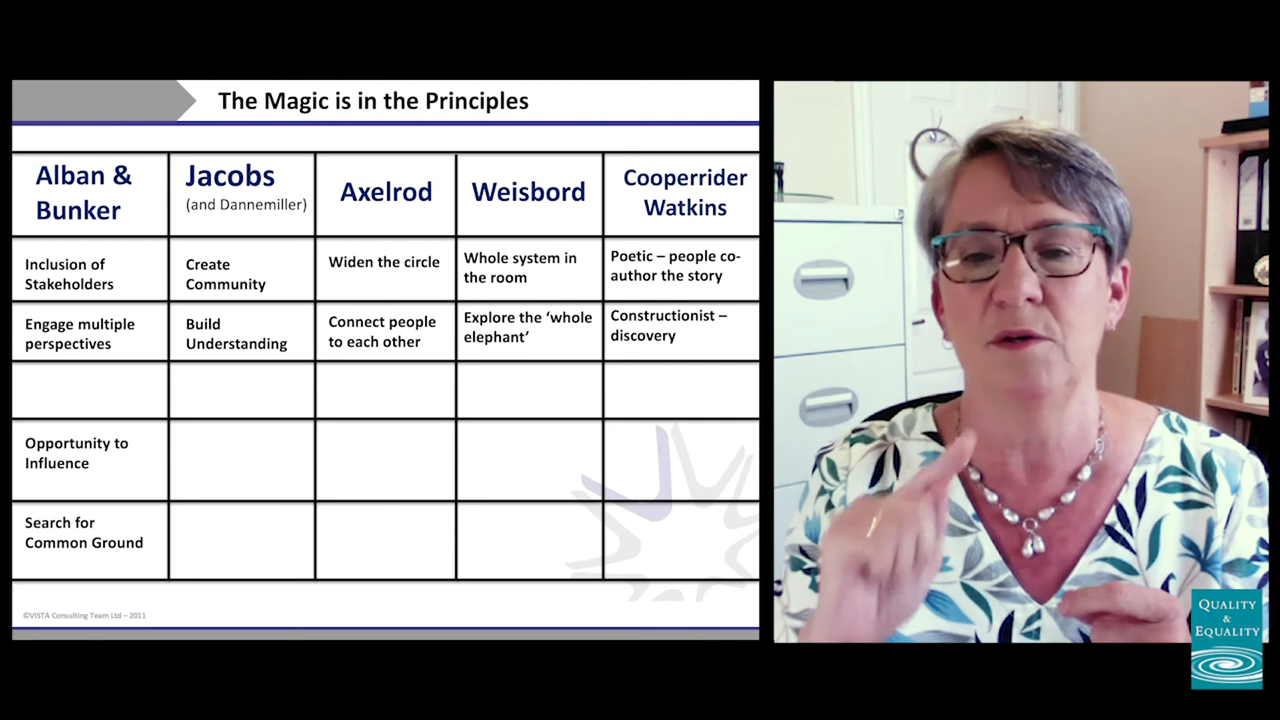 The Magic is in the Principles
Alban &
Bunker
Jacobs
(and Dannemiller)
Axelrod
Weisbord
Cooperrider
Watkins
Inclusion of
Stakeholders
Create
Community
Widen the circle
Whole system in
the room
Poetic – people co-
author the story
Engage multiple
perspectives
Build
Understanding
Connect people
to each other
Explore the ‘whole
elephant’
Constructionist –
discovery
Opportunity to
Influence
Search for
Common Ground
©VISTA Consulting Team Ltd – 2011
QUALITY
&
EQUALITY